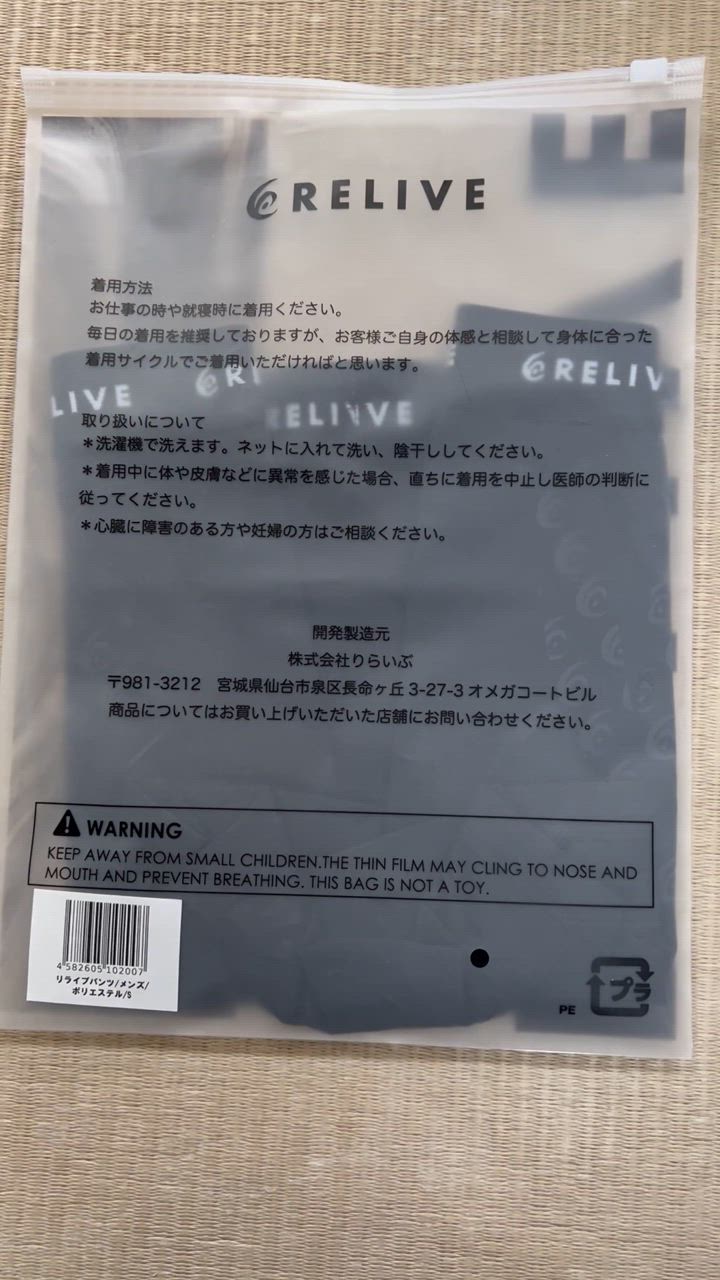 RELIVE
着用方法
お仕事の時や就寝時に着用ください。
毎日の着用を推奨しておりますが、お客様ご自身の体感と相談して身体に合った
着用サイクルでご着用いただければと思います。
RELIV
LIVE
取り扱いについて
＊洗濯機で洗えます。ネットに入れて洗い、陰干ししてください。
＊着用中に体や皮膚などに異常を感じた場合、直ちに着用を中止し医師の判断に
従ってください。
＊心臓に障害のある方や妊婦の方はご相談ください。
開発製造元
株式会社りらいぶ
〒981-3212 宮城県仙台市泉区長命ヶ丘3-27-3オメガコートビル
商品についてはお買い上げいただいた店舗にお問い合わせください。
WARNING
KEEP AWAY FROM SMALL CHILDREN.THE THIN FILM MAY CLING TO NOSE AND
MOUTH AND PREVENT BREATHING. THIS BAG IS NOT A TOY.
4 582605 102007
リライブパンツ/メンズ/
ポリエステル/S
PE
プラ